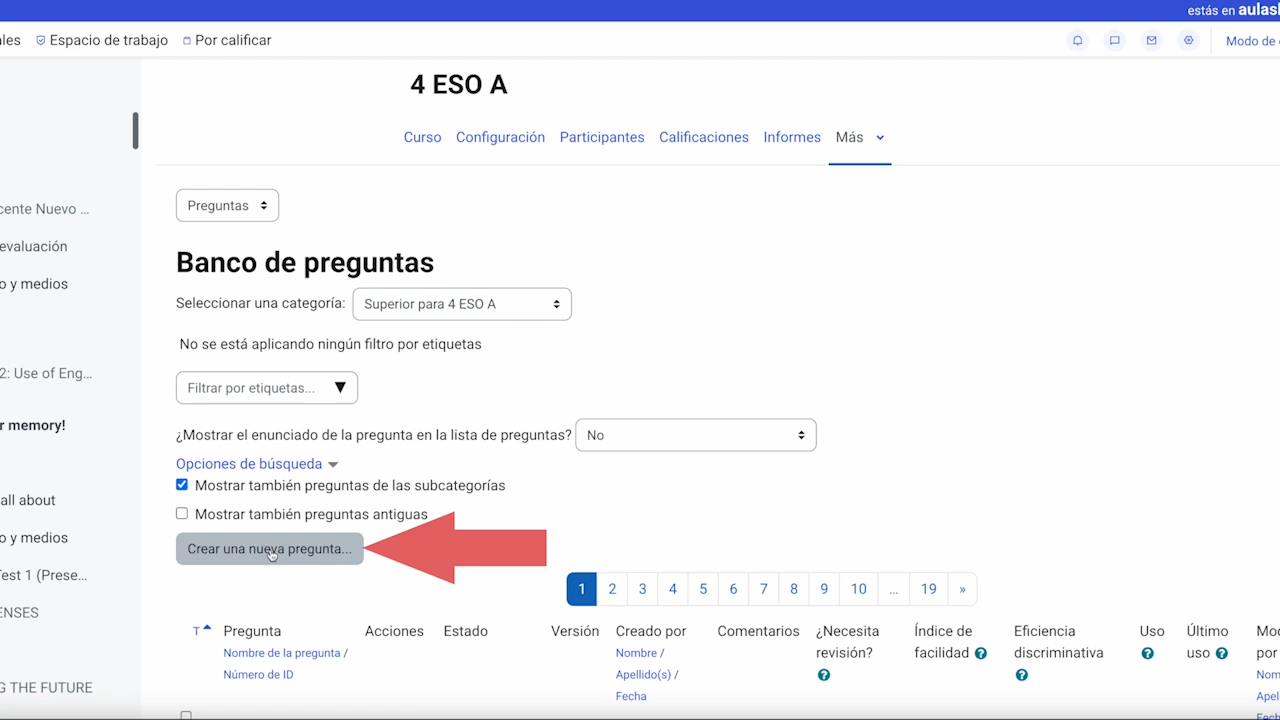 estás en aulas
les Espacio de trabajo Por calificar
Modo de
4 ESO A
Curso Configuración Participantes Calificaciones Informes Más
cente Nuevo ...
evaluación
o y medios
2: Use of Eng...
r memory!
all about
o y medios
Test 1 (Prese...
ENSES
G THE FUTURE
Preguntas
Banco de preguntas
Seleccionar una categoría: Superior para 4 ESO A
No se está aplicando ningún filtro por etiquetas
Filtrar por etiquetas... ▼
¿Mostrar el enunciado de la pregunta en la lista de preguntas? No
Opciones de búsqueda
Mostrar también preguntas de las subcategorías
Mostrar también preguntas antiguas
Crear una nueva pregunta...
1 2 3 4 5 6 7 8 9 10 ... 19 »
T Pregunta Acciones Estado Versión Creado por Comentarios ¿Necesita Índice de Eficiencia Uso Último Mod
Nombre de la pregunta / Nombre / revisión? facilidad discriminativa uso por
Número de ID Apellido(s) / Nom
Fecha Apel
Fech